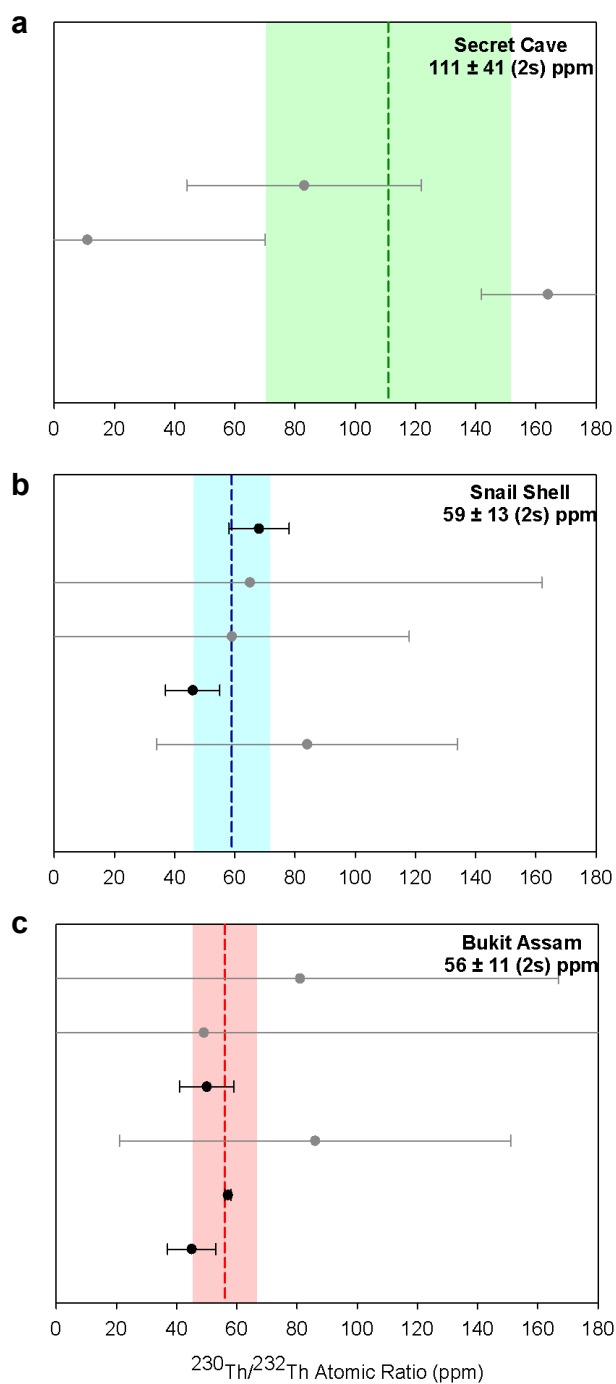 a
Secret Cave
111 ± 41 (2s) ppm
0 20 40 60 80 100 120 140 160 180
b
Snail Shell
59 ± 13 (2s) ppm
0 20 40 60 80 100 120 140 160 180
c
Bukit Assam
56 ± 11 (2s) ppm
0 20 40 60 80 100 120 140 160 180
²³⁰Th/²³²Th Atomic Ratio (ppm)